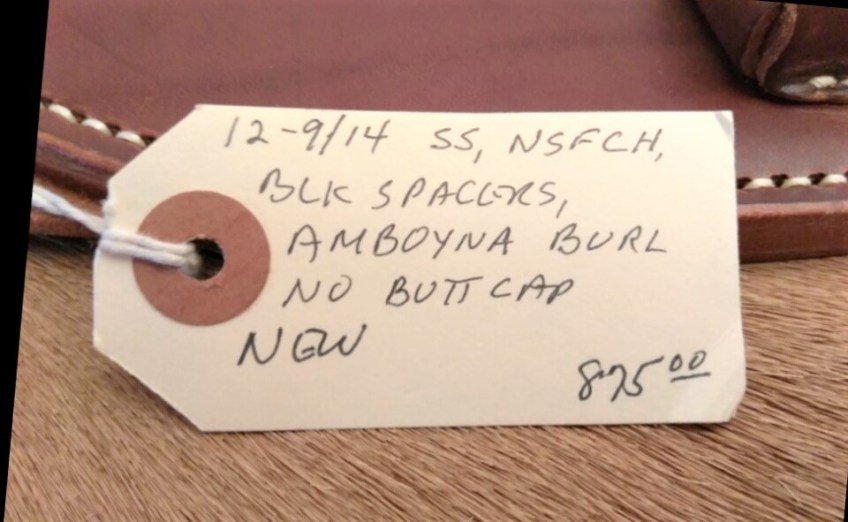 12-9/14 SS, NSFCH,
BLK SPACERS,
AMBOYNA BURL
NO BUTTCAP
NEW
875.00